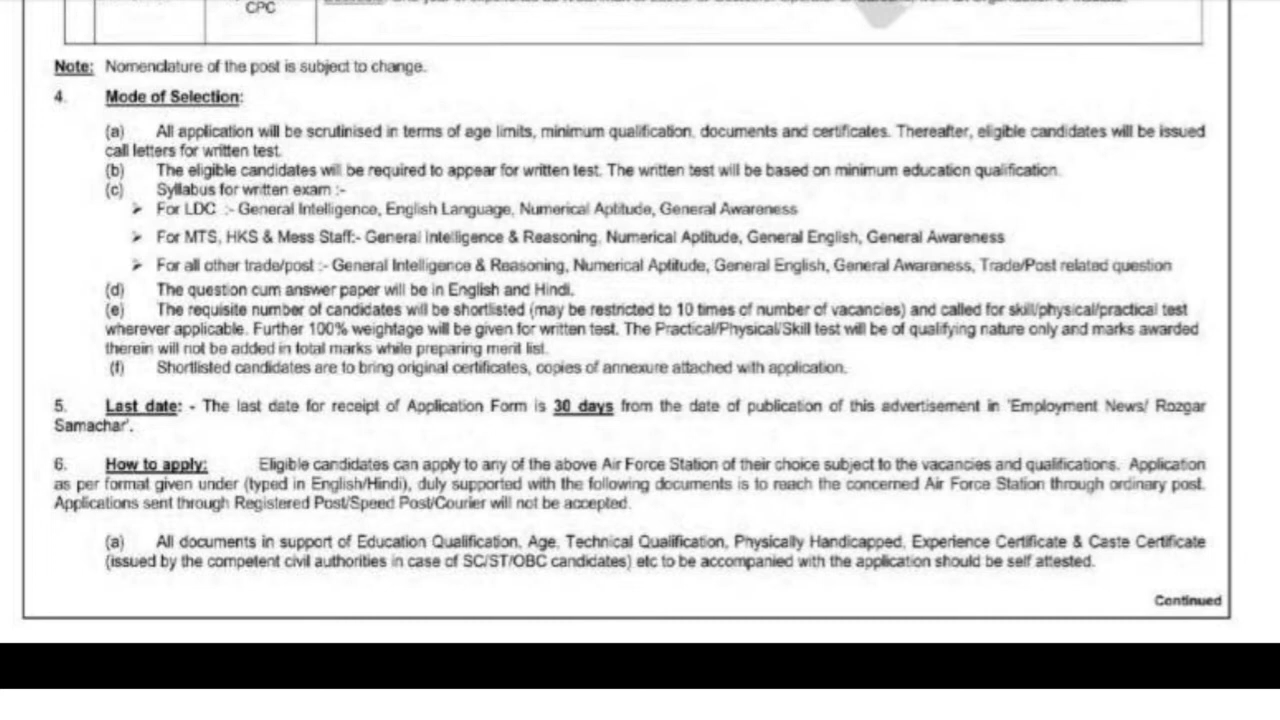 CPC
Note: Nomenclature of the post is subject to change.
4. Mode of Selection:
(a) All application will be scrutinised in terms of age limits, minimum qualification, documents and certificates. Thereafter, eligible candidates will be issued
call letters for written test.
(b) The eligible candidates will be required to appear for written test. The written test will be based on minimum education qualification.
(c) Syllabus for written exam :-
➢ For LDC :- General Intelligence, English Language, Numerical Aptitude, General Awareness
➢ For MTS, HKS & Mess Staff:- General Intelligence & Reasoning, Numerical Aptitude, General English, General Awareness
➢ For all other trade/post :- General Intelligence & Reasoning, Numerical Aptitude, General English, General Awareness, Trade/Post related question
(d) The question cum answer paper will be in English and Hindi.
(e) The requisite number of candidates will be shortlisted (may be restricted to 10 times of number of vacancies) and called for skill/physical/practical test
wherever applicable. Further 100% weightage will be given for written test. The Practical/Physical/Skill test will be of qualifying nature only and marks awarded
therein will not be added in total marks while preparing merit list.
(f) Shortlisted candidates are to bring original certificates, copies of annexure attached with application.
5. Last date: - The last date for receipt of Application Form is 30 days from the date of publication of this advertisement in 'Employment News/ Rozgar
Samachar'.
6. How to apply: Eligible candidates can apply to any of the above Air Force Station of their choice subject to the vacancies and qualifications. Application
as per format given under (typed in English/Hindi), duly supported with the following documents is to reach the concerned Air Force Station through ordinary post.
Applications sent through Registered Post/Speed Post/Courier will not be accepted.
(a) All documents in support of Education Qualification, Age, Technical Qualification, Physically Handicapped, Experience Certificate & Caste Certificate
(issued by the competent civil authorities in case of SC/ST/OBC candidates) etc to be accompanied with the application should be self attested.
Continued